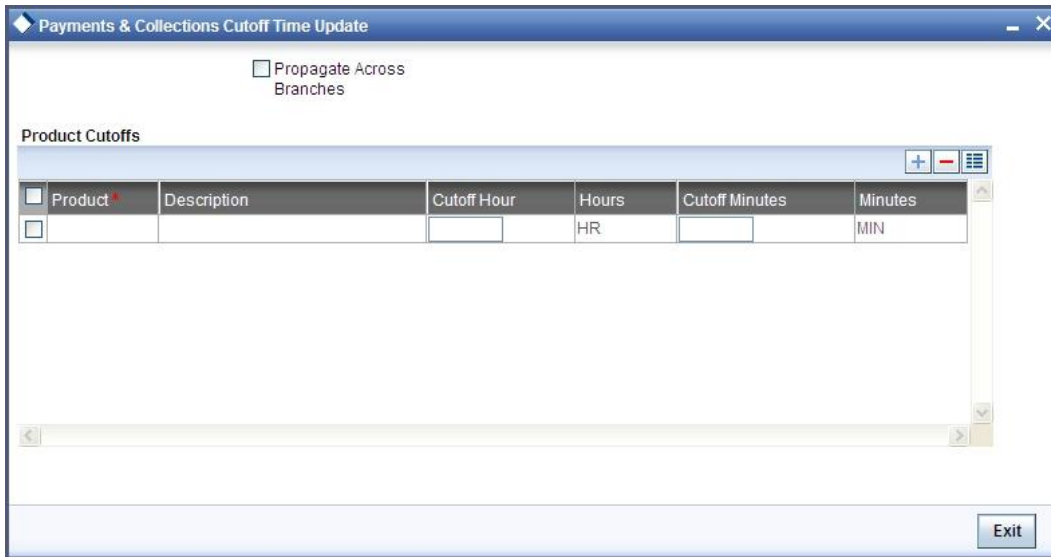 Payments & Collections Cutoff Time Update
Propagate Across
Branches
Product Cutoffs
Product* Description Cutoff Hour Hours Cutoff Minutes Minutes
HR MIN
Exit